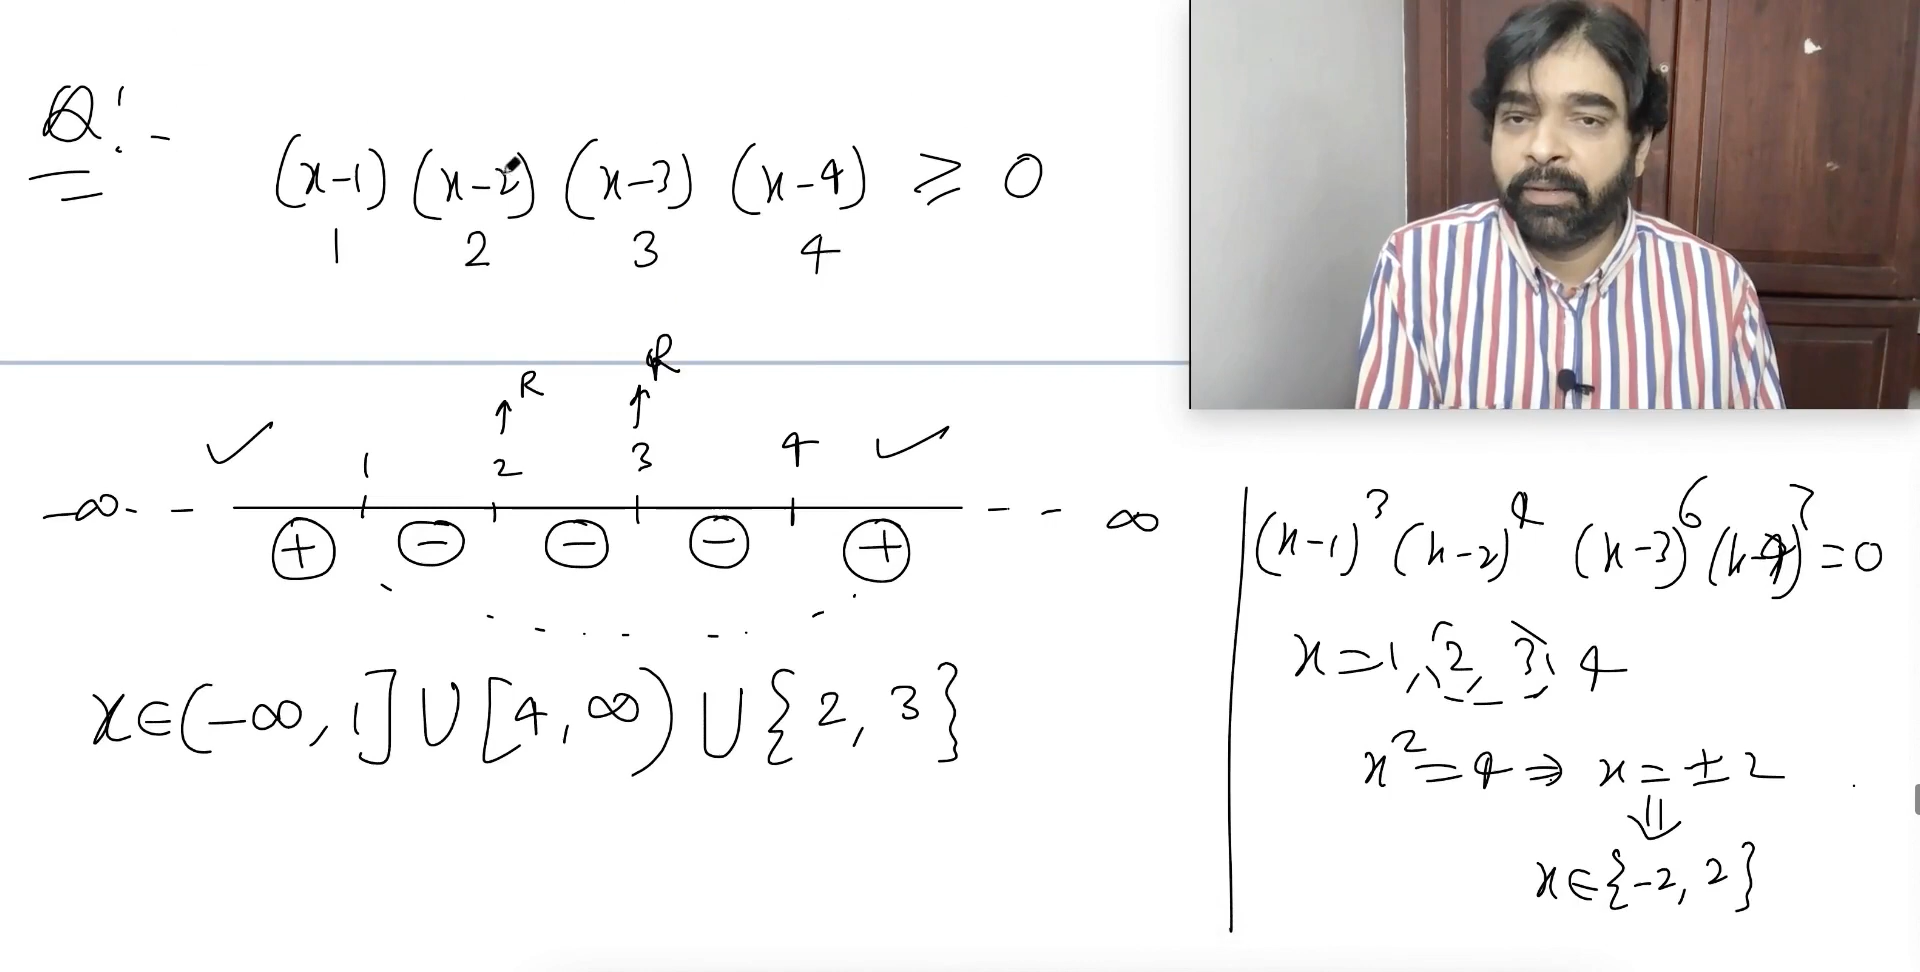 Q:-
(x-1) (x-2) (x-3) (x-4) ≥ 0
1 2 3 4
R R
1 2 3 4
-∞ ∞
+ - - - +
x∈(-∞, 1] ∪ [4, ∞) ∪ {2, 3}
(x-1)³ (x-2)⁴ (x-3)⁶ (x-4)⁷ = 0
x = 1, 2, 3, 4
x² = 4 ⇒ x = ± 2
⇓
x∈{-2, 2}